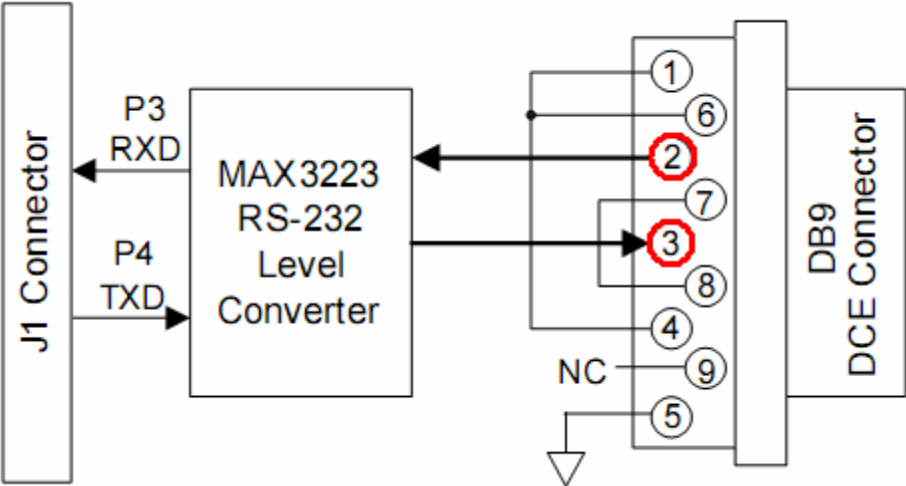 J1 Connector
P3
RXD
P4
TXD
MAX3223
RS-232
Level
Converter
1
6
2
7
3
8
4
NC
9
5
DB9
DCE Connector